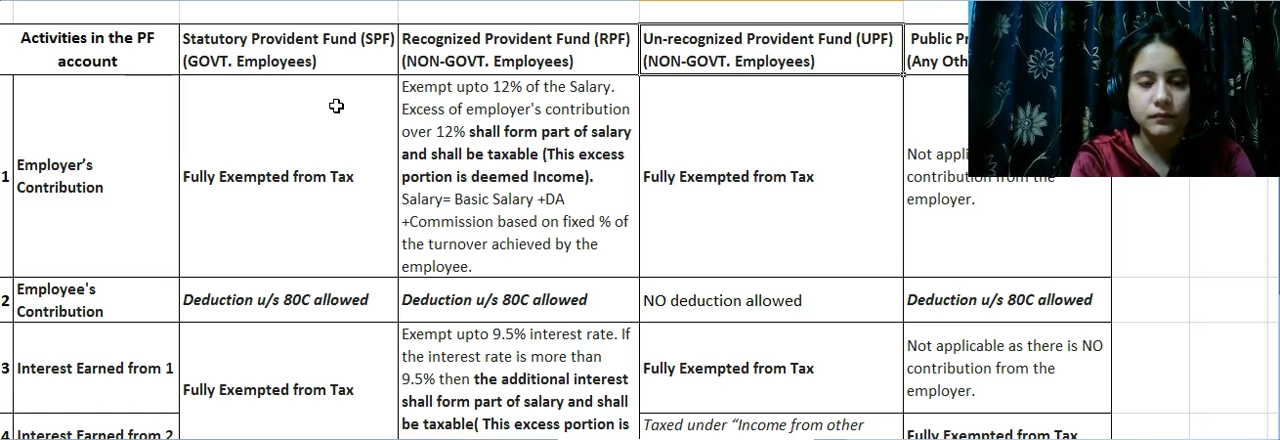 Activities in the PF
account
Statutory Provident Fund (SPF)
(GOVT. Employees)
Recognized Provident Fund (RPF)
(NON-GOVT. Employees)
Un-recognized Provident Fund (UPF)
(NON-GOVT. Employees)
Public
(Any
1
Employer's
Contribution
Fully Exempted from Tax
Exempt upto 12% of the Salary.
Excess of employer's contribution
over 12% shall form part of salary
and shall be taxable (This excess
portion is deemed Income).
Salary= Basic Salary +DA
+Commission based on fixed % of
the turnover achieved by the
employee.
Fully Exempted from Tax
Not
contribution from the
employer.
2
Employee's
Contribution
Deduction u/s 80C allowed
Deduction u/s 80C allowed
NO deduction allowed
Deduction u/s 80C allowed
3
Interest Earned from 1
Fully Exempted from Tax
Exempt upto 9.5% interest rate. If
the interest rate is more than
9.5% then the additional interest
shall form part of salary and shall
be taxable( This excess portion is
Fully Exempted from Tax
Not applicable as there is NO
contribution from the
employer.
4
Interest Earned from 2
Taxed under “Income from other
Fully Exempted from Tax